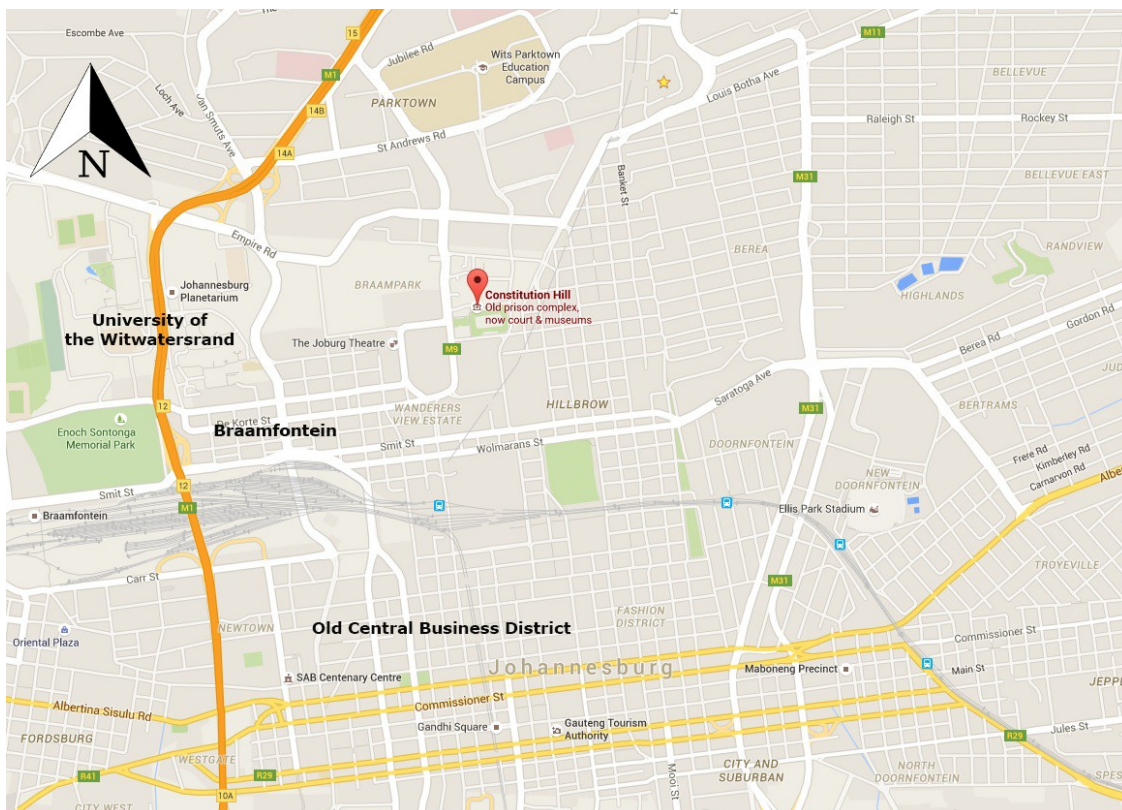 Escombe Ave
15
M11
Jubilee Rd
Wits Parktown
Education
Campus
M1
BELLEVUE
Loch Ave
Jan Smuts Ave
14B
PARKTOWN
Louis Botha Ave
Raleigh St
Rockey St
St Andrews Rd
14A
N
Banket St
M31
BELLEVUE EAST
Empire Rd
BEREA
RANDVIEW
Johannesburg
Planetarium
BRAAMPARK
Constitution Hill
Old prison complex,
now court & museums
HIGHLANDS
University of
the Witwatersrand
The Joburg Theatre
M9
Gordon Rd
Berea Rd
Saratoga Ave
12
De Korte St
WANDERERS
VIEW ESTATE
HILLBROW
M31
BERTRAMS
Enoch Sontonga
Memorial Park
Braamfontein
Smit St
Wolmarans St
DOORNFONTEIN
Frere Rd
Kimberley Rd
Carnarvon Rd
NEW
DOORNFONTEIN
12
Smit St
M1
Braamfontein
Ellis Park Stadium
TROYEVILLE
Carr St
M31
NEWTOWN
FASHION
DISTRICT
Oriental Plaza
Old Central Business District
Commissioner St
Johannesburg
Maboneng Precinct
Main St
SAB Centenary Centre
Commissioner St
Albertina Sisulu Rd
Gandhi Square
Gauteng Tourism
Authority
FORDSBURG
R29
Jules St
WESTGATE
CITY AND
SUBURBAN
Mooi St
NORTH
DOORNFONTEIN
R41
R29
10A
CITY WEST